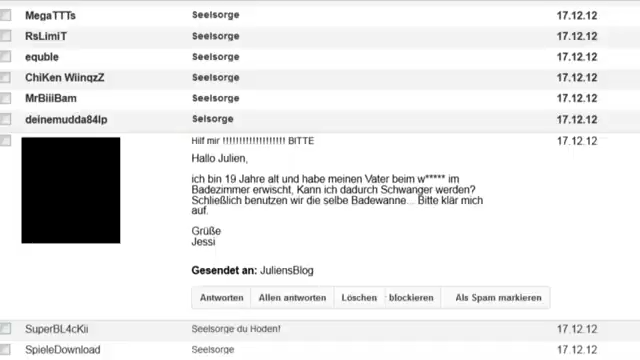 MegaTTTs Seelsorge 17.12.12
RsLimiT Seelsorge 17.12.12
equble Seelsorge 17.12.12
ChiKen WiinqzZ Seelsorge 17.12.12
MrBiiiBam Seelsorge 17.12.12
deinemudda84lp Selsorge 17.12.12
Hilf mir !!!!!!!!!!!!!!!!!!! BITTE 17.12.12
Hallo Julien,
ich bin 19 Jahre alt und habe meinen Vater beim w***** im
Badezimmer erwischt, Kann ich dadurch Schwanger werden?
Schließlich benutzen wir die selbe Badewanne... Bitte klär mich
auf.
Grüße
Jessi
Gesendet an: JuliensBlog
Antworten Allen antworten Löschen blockieren Als Spam markieren
SuperBL4cKii Seelsorge du Hoden! 17.12.12
SpieleDownload Seelsorge 17.12.12